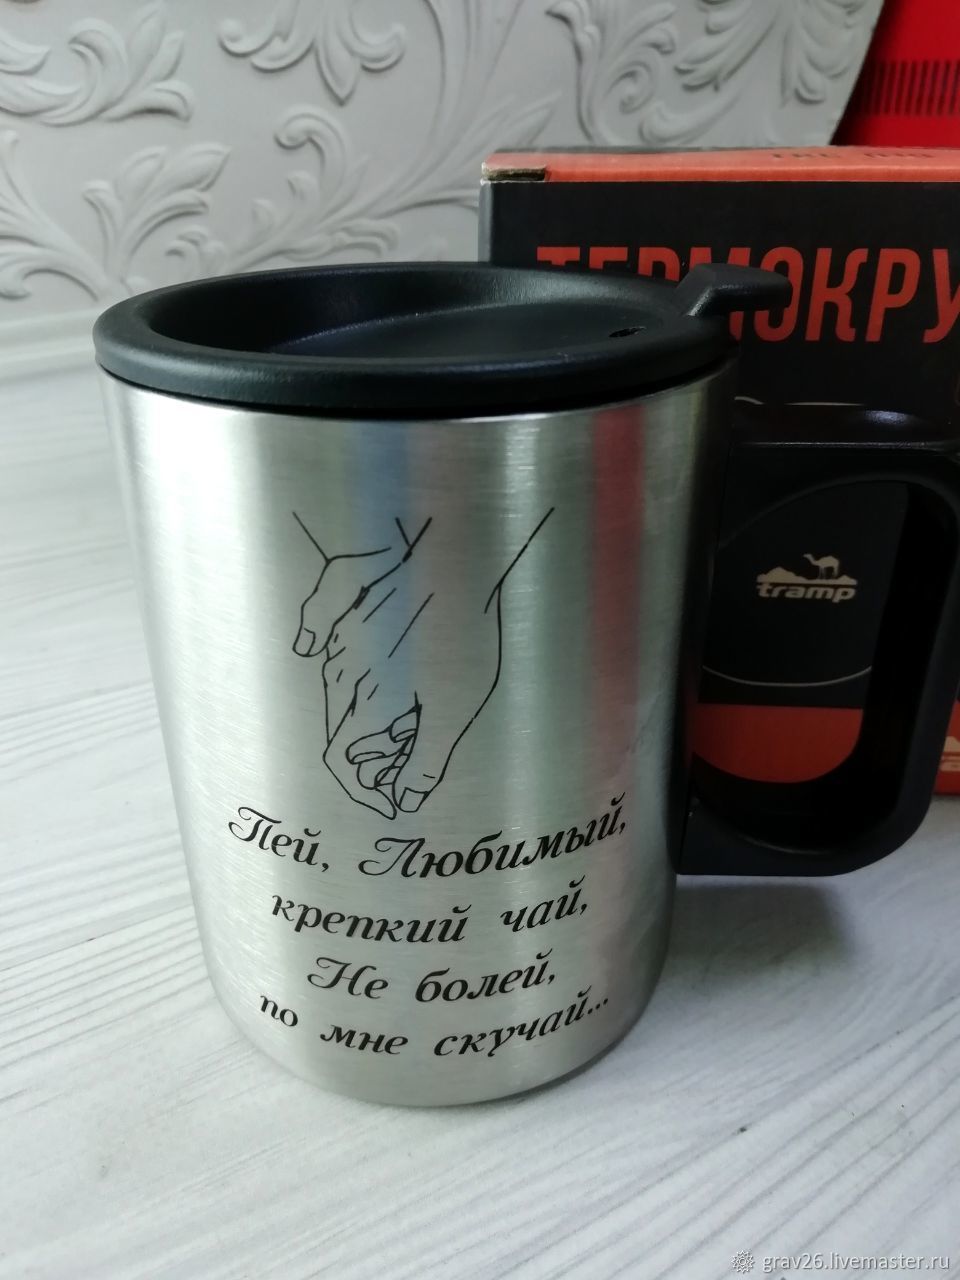 ТЕРМОКРУ
tramp
Пей, Любимый,
крепкий чай,
Не болей,
по мне скучай...
grav26.livemaster.ru